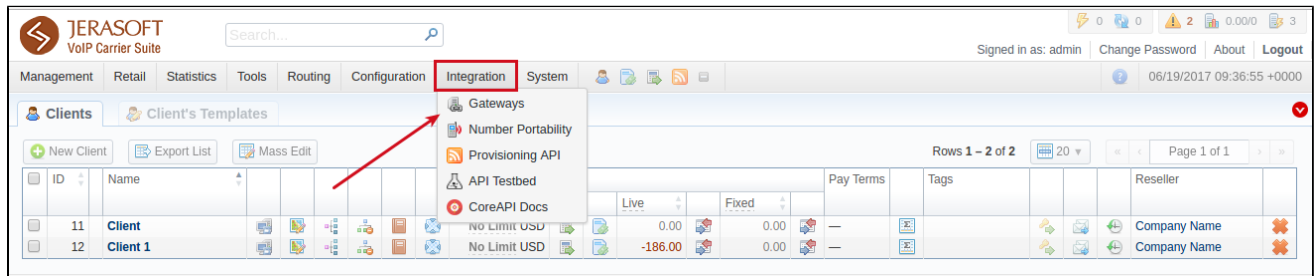 JERASOFT
VoIP Carrier Suite
Search...
0 0 2 0.00/0 3
Signed in as: admin Change Password About Logout
Management Retail Statistics Tools Routing Configuration Integration System 06/19/2017 09:36:55 +0000
Gateways
Number Portability
Provisioning API
API Testbed
CoreAPI Docs
Clients Client's Templates
New Client Export List Mass Edit Rows 1 – 2 of 2 20 Page 1 of 1
ID Name Pay Terms Tags Reseller
Live Fixed
11 Client No Limit USD 0.00 0.00 — Company Name
12 Client 1 No Limit USD -186.00 0.00 — Company Name